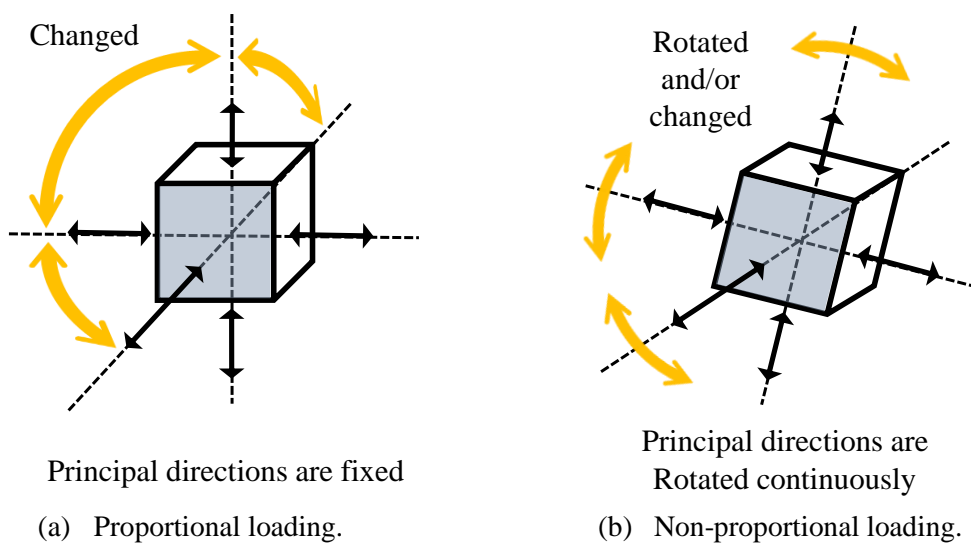 Changed
Rotated
and/or
changed
Principal directions are fixed
Principal directions are
Rotated continuously
(a) Proportional loading.
(b) Non-proportional loading.